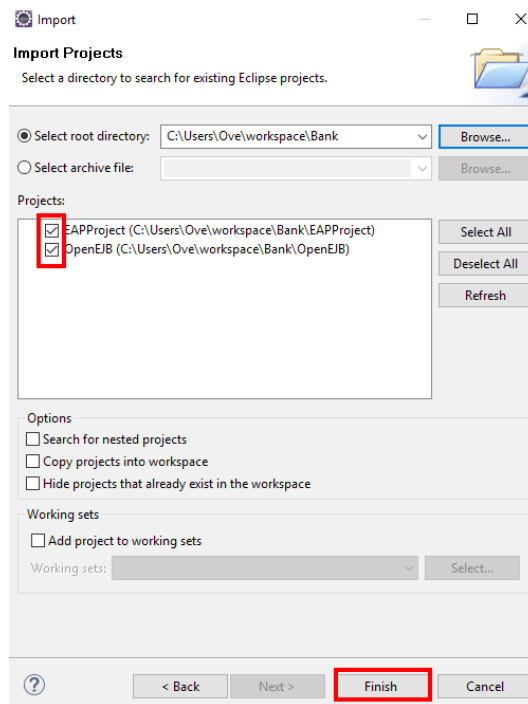 Import
Import Projects
Select a directory to search for existing Eclipse projects.
Select root directory: C:\Users\Ove\workspace\Bank Browse...
Select archive file: Browse...
Projects:
EAPProject (C:\Users\Ove\workspace\Bank\EAPProject)
OpenEJB (C:\Users\Ove\workspace\Bank\OpenEJB)
Select All
Deselect All
Refresh
Options
Search for nested projects
Copy projects into workspace
Hide projects that already exist in the workspace
Working sets
Add project to working sets
Working sets: Select...
? < Back Next > Finish Cancel